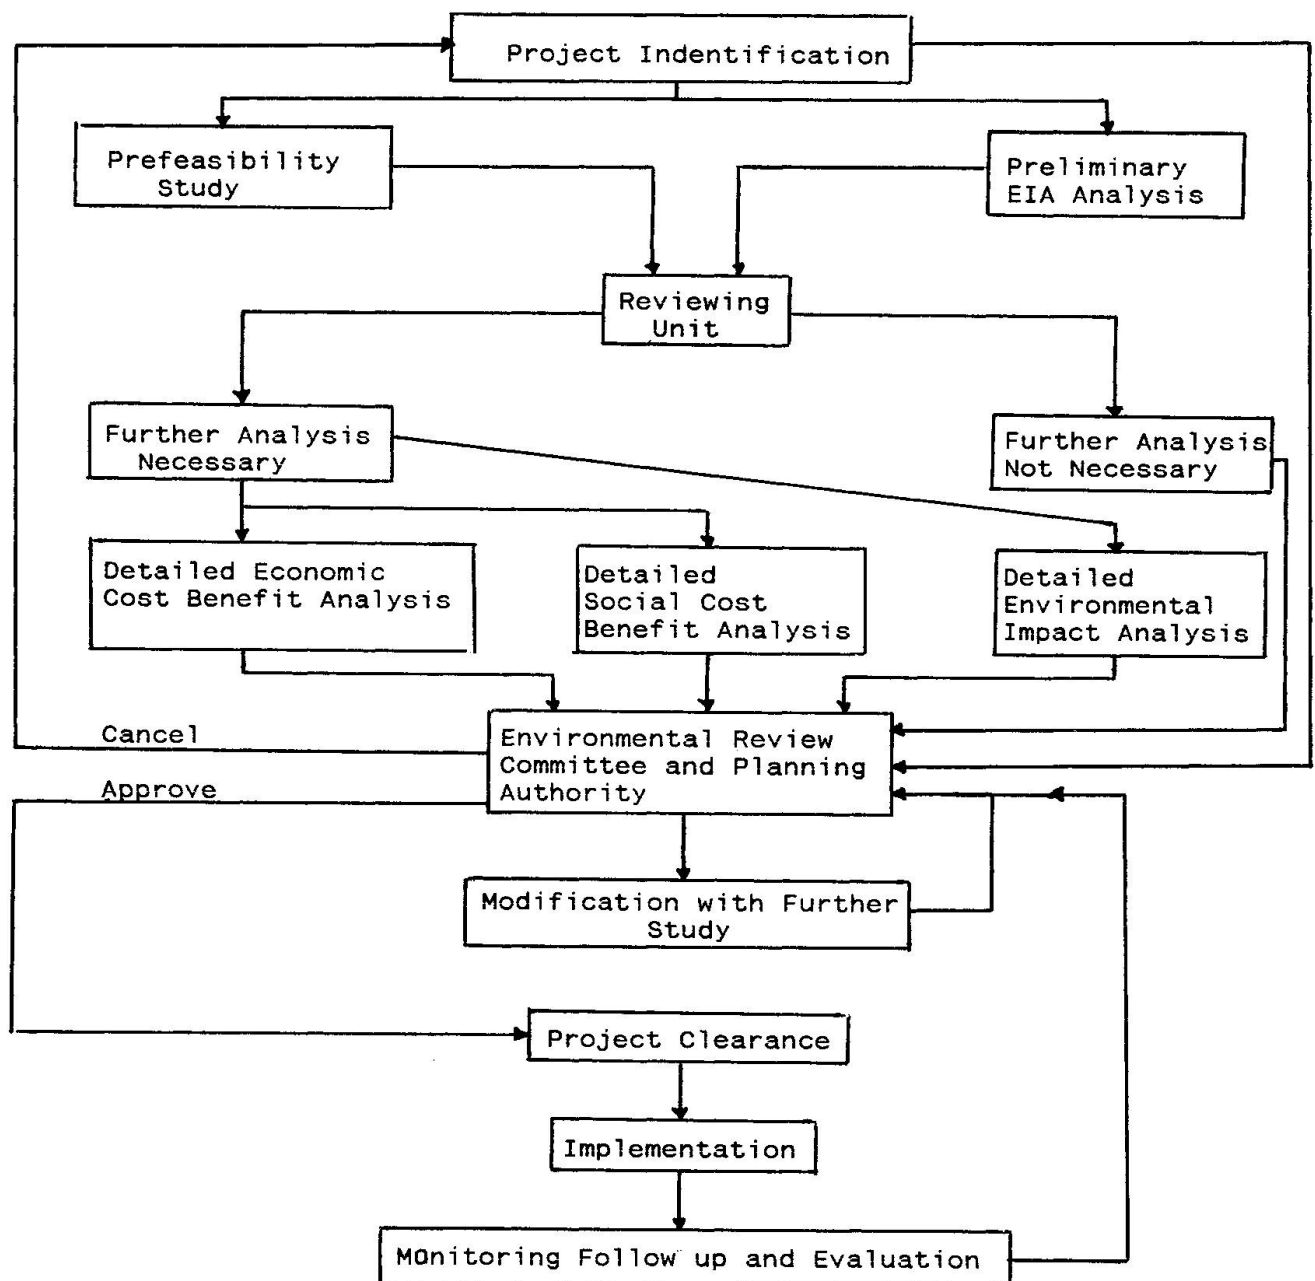 Project Indentification
Prefeasibility
Study
Preliminary
EIA Analysis
Reviewing
Unit
Further Analysis
Necessary
Further Analysis
Not Necessary
Detailed Economic
Cost Benefit Analysis
Detailed
Social Cost
Benefit Analysis
Detailed
Environmental
Impact Analysis
Cancel
Approve
Environmental Review
Committee and Planning
Authority
Modification with Further
Study
Project Clearance
Implementation
MOnitoring Follow up and Evaluation